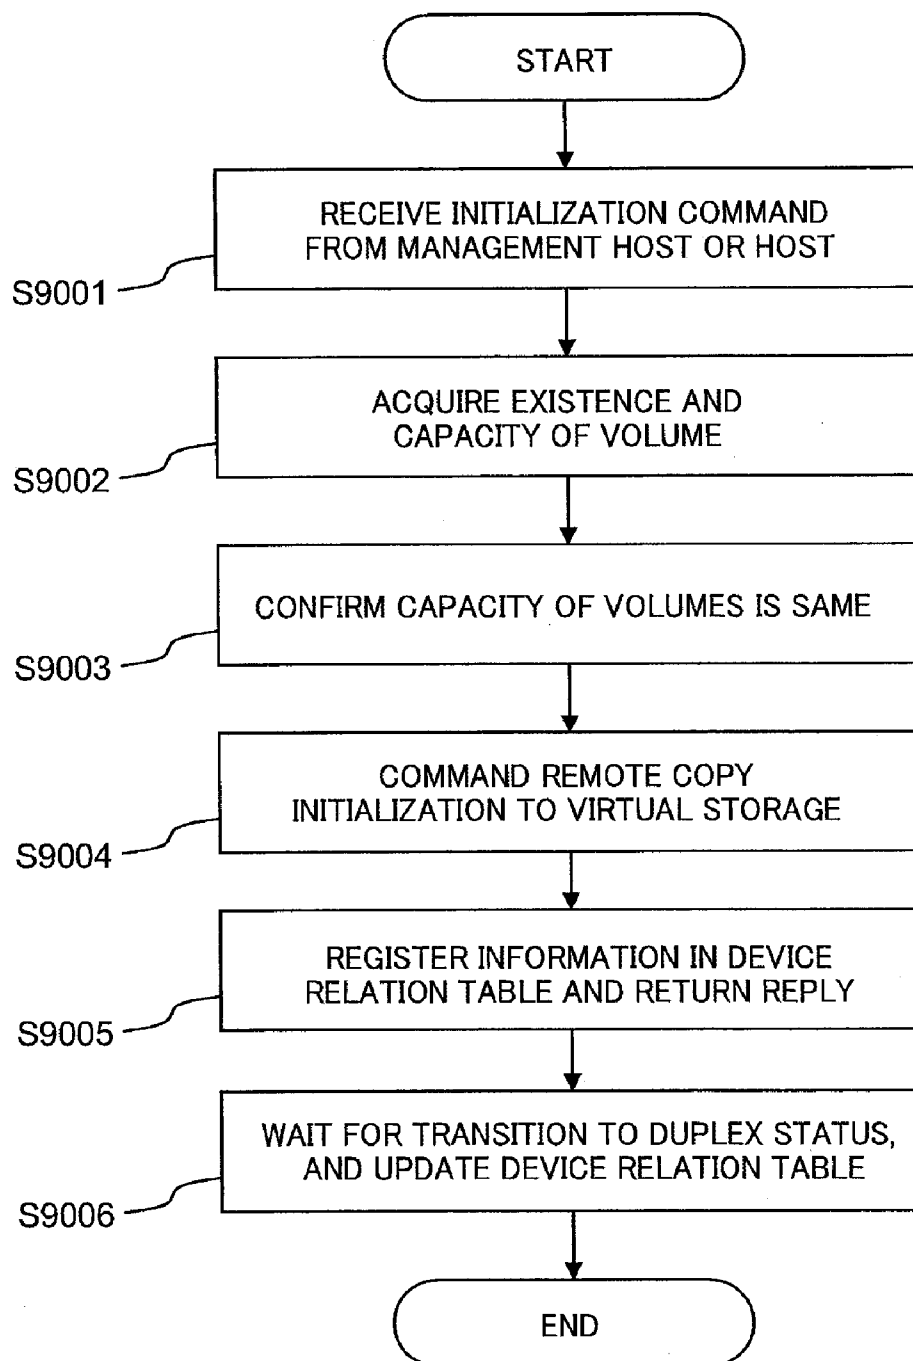 START
RECEIVE INITIALIZATION COMMAND
FROM MANAGEMENT HOST OR HOST
S9001
ACQUIRE EXISTENCE AND
CAPACITY OF VOLUME
S9002
CONFIRM CAPACITY OF VOLUMES IS SAME
S9003
COMMAND REMOTE COPY
INITIALIZATION TO VIRTUAL STORAGE
S9004
REGISTER INFORMATION IN DEVICE
RELATION TABLE AND RETURN REPLY
S9005
WAIT FOR TRANSITION TO DUPLEX STATUS,
AND UPDATE DEVICE RELATION TABLE
S9006
END